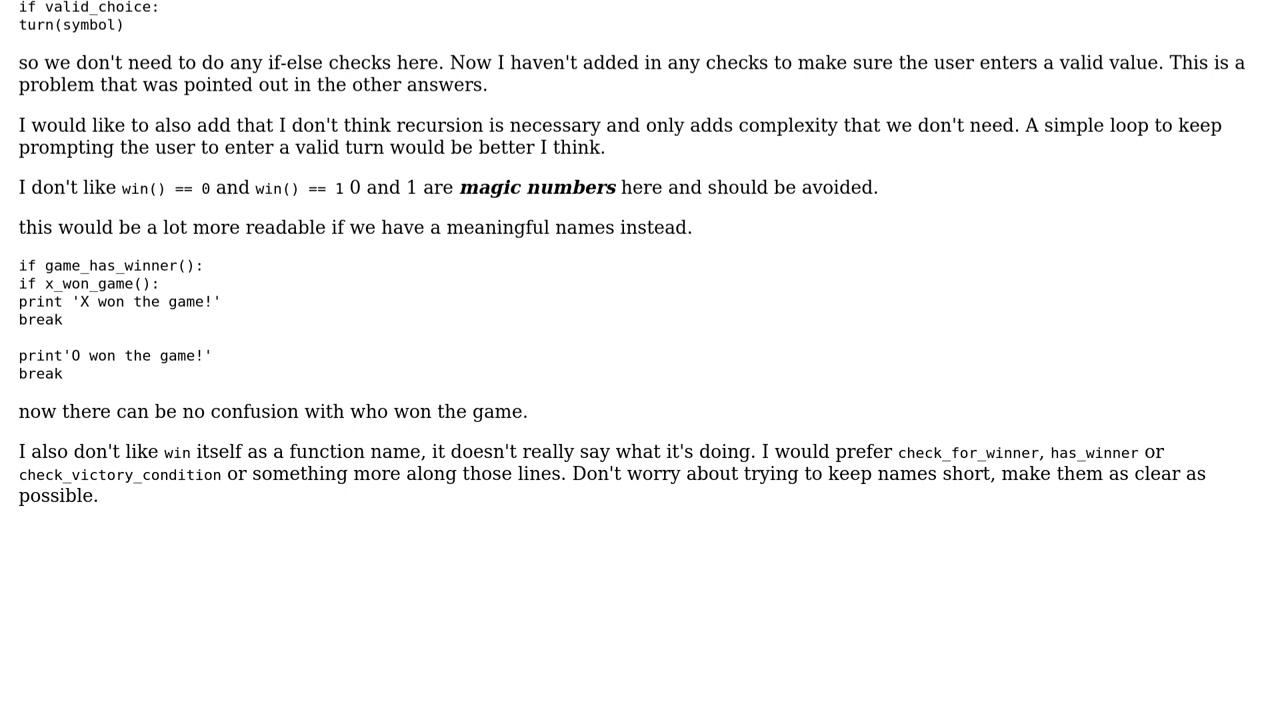 if valid_choice:
turn(symbol)
so we don't need to do any if-else checks here. Now I haven't added in any checks to make sure the user enters a valid value. This is a
problem that was pointed out in the other answers.
I would like to also add that I don't think recursion is necessary and only adds complexity that we don't need. A simple loop to keep
prompting the user to enter a valid turn would be better I think.
I don't like win() == 0 and win() == 1 0 and 1 are magic numbers here and should be avoided.
this would be a lot more readable if we have a meaningful names instead.
if game_has_winner():
if x_won_game():
print 'X won the game!'
break
print'O won the game!'
break
now there can be no confusion with who won the game.
I also don't like win itself as a function name, it doesn't really say what it's doing. I would prefer check_for_winner, has_winner or
check_victory_condition or something more along those lines. Don't worry about trying to keep names short, make them as clear as
possible.